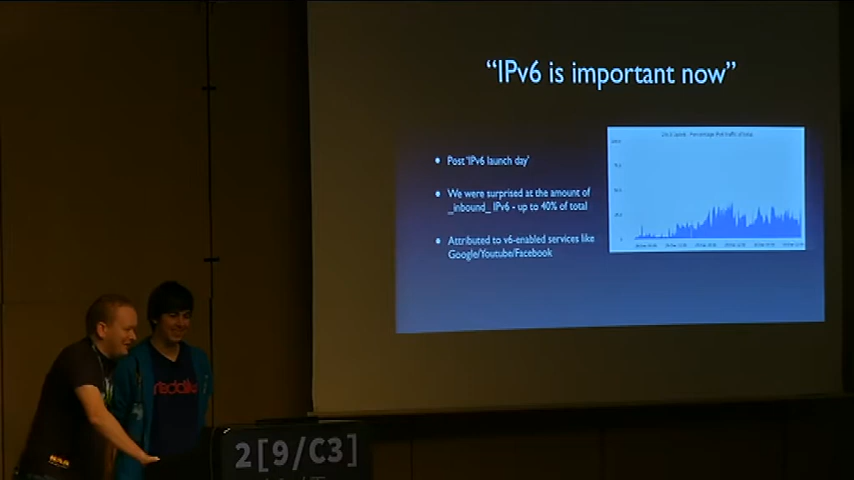 “IPv6 is important now”
• Post ‘IPv6 launch day’
• We were surprised at the amount of
_inbound_ IPv6 - up to 40% of total
• Attributed to v6-enabled services like
Google/Youtube/Facebook
reddit
2[9/C3]